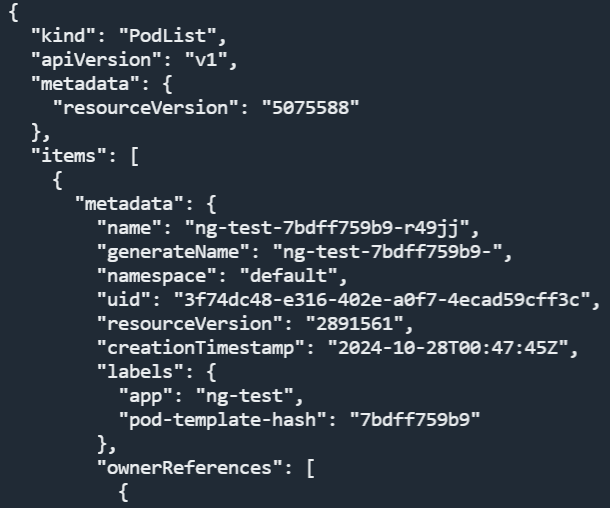 {
  "kind": "PodList",
  "apiVersion": "v1",
  "metadata": {
    "resourceVersion": "5075588"
  },
  "items": [
    {
      "metadata": {
        "name": "ng-test-7bdff759b9-r49jj",
        "generateName": "ng-test-7bdff759b9-",
        "namespace": "default",
        "uid": "3f74dc48-e316-402e-a0f7-4ecad59cff3c",
        "resourceVersion": "2891561",
        "creationTimestamp": "2024-10-28T00:47:45Z",
        "labels": {
          "app": "ng-test",
          "pod-template-hash": "7bdff759b9"
        },
        "ownerReferences": [
          {